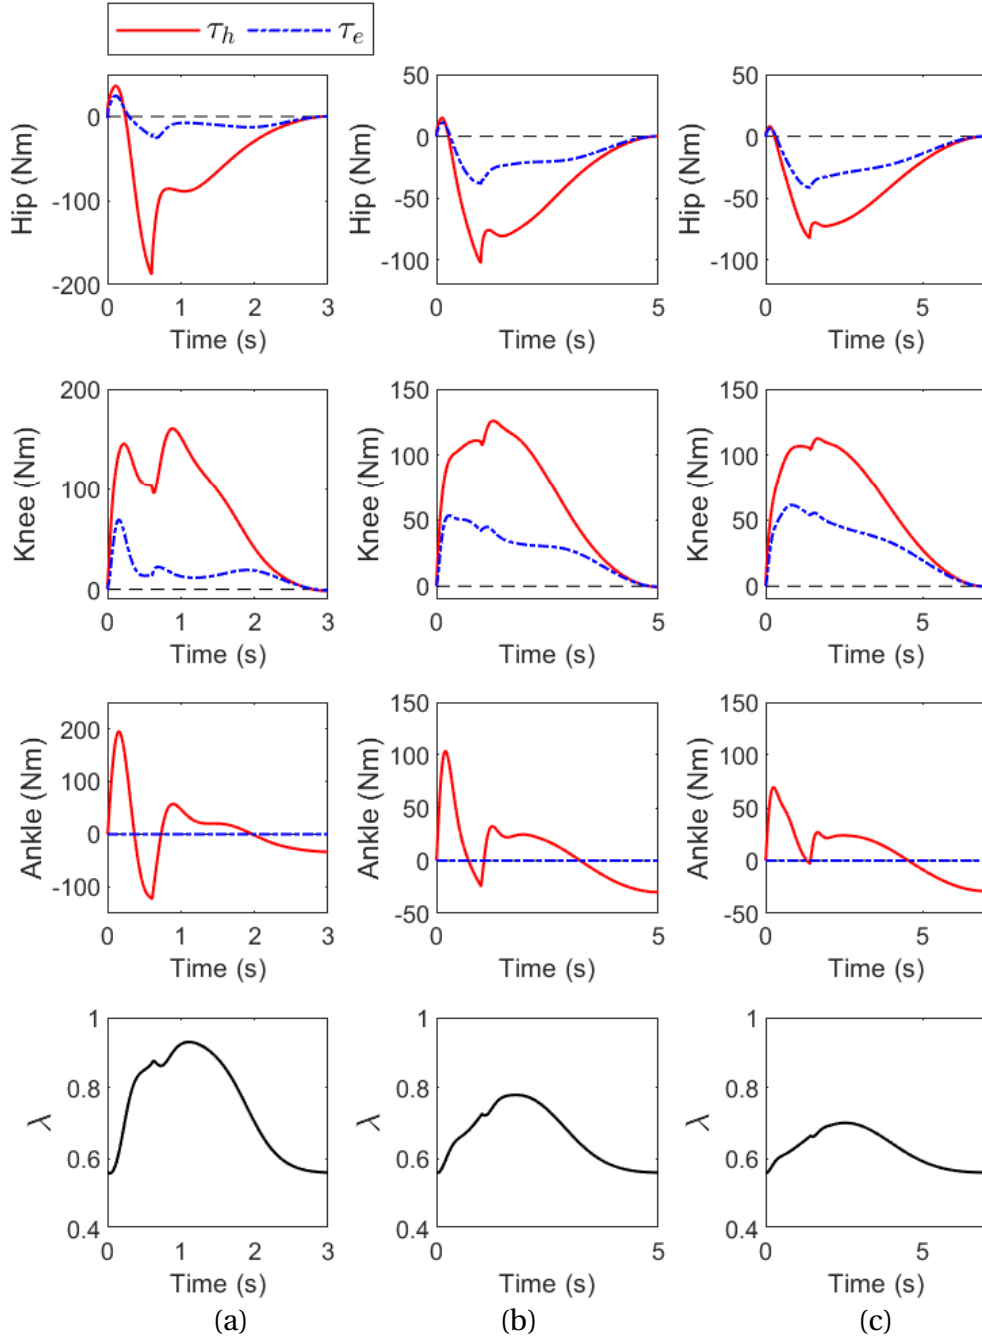 τh τe
50
0
-100
-200
Hip (Nm)
0 1 2 3
Time (s)
50
0
-50
-100
Hip (Nm)
0 5
Time (s)
50
0
-50
-100
Hip (Nm)
0 5
Time (s)
200
100
0
Knee (Nm)
0 1 2 3
Time (s)
150
100
50
0
Knee (Nm)
0 5
Time (s)
150
100
50
0
Knee (Nm)
0 5
Time (s)
200
100
0
-100
Ankle (Nm)
0 1 2 3
Time (s)
150
100
50
0
-50
Ankle (Nm)
0 5
Time (s)
150
100
50
0
-50
Ankle (Nm)
0 5
Time (s)
1
0.8
0.6
0.4
λ
0 1 2 3
Time (s)
1
0.8
0.6
0.4
λ
0 5
Time (s)
1
0.8
0.6
0.4
λ
0 5
Time (s)
(a) (b) (c)